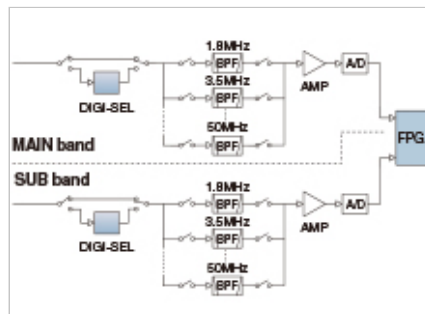 1.8MHz
BPF
3.5MHz
BPF
50MHz
BPF
DIGI-SEL
AMP
A/D
MAIN band
FPG
SUB band
1.8MHz
BPF
3.5MHz
BPF
50MHz
BPF
DIGI-SEL
AMP
A/D